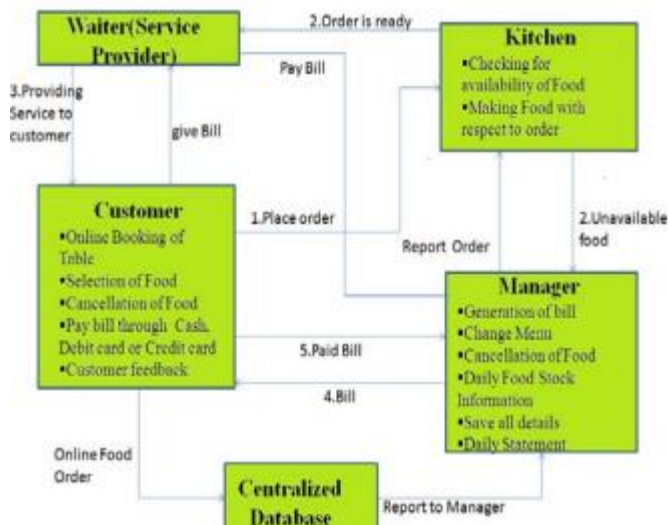 Waiter(Service
Provider)
2.Order is ready
Pay Bill
Kitchen
▪Checking for
availability of Food
▪Making Food with
respect to order
3.Providing
Service to
customer
give Bill
Customer
▪Online Booking of
Table
▪Selection of Food
▪Cancellation of Food
▪Pay bill through Cash,
Debit card or Credit card
▪Customer feedback
1.Place order
Report Order
2.Unavailable
food
Manager
▪Generation of bill
▪Change Menu
▪Cancellation of Food
▪Daily Food Stock
Information
▪Save all details
▪Daily Statement
5.Paid Bill
4.Bill
Online Food
Order
Centralized
Database
Report to Manager